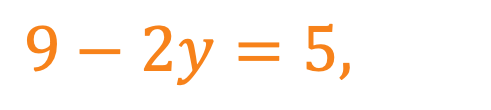 9 − 2y = 5,